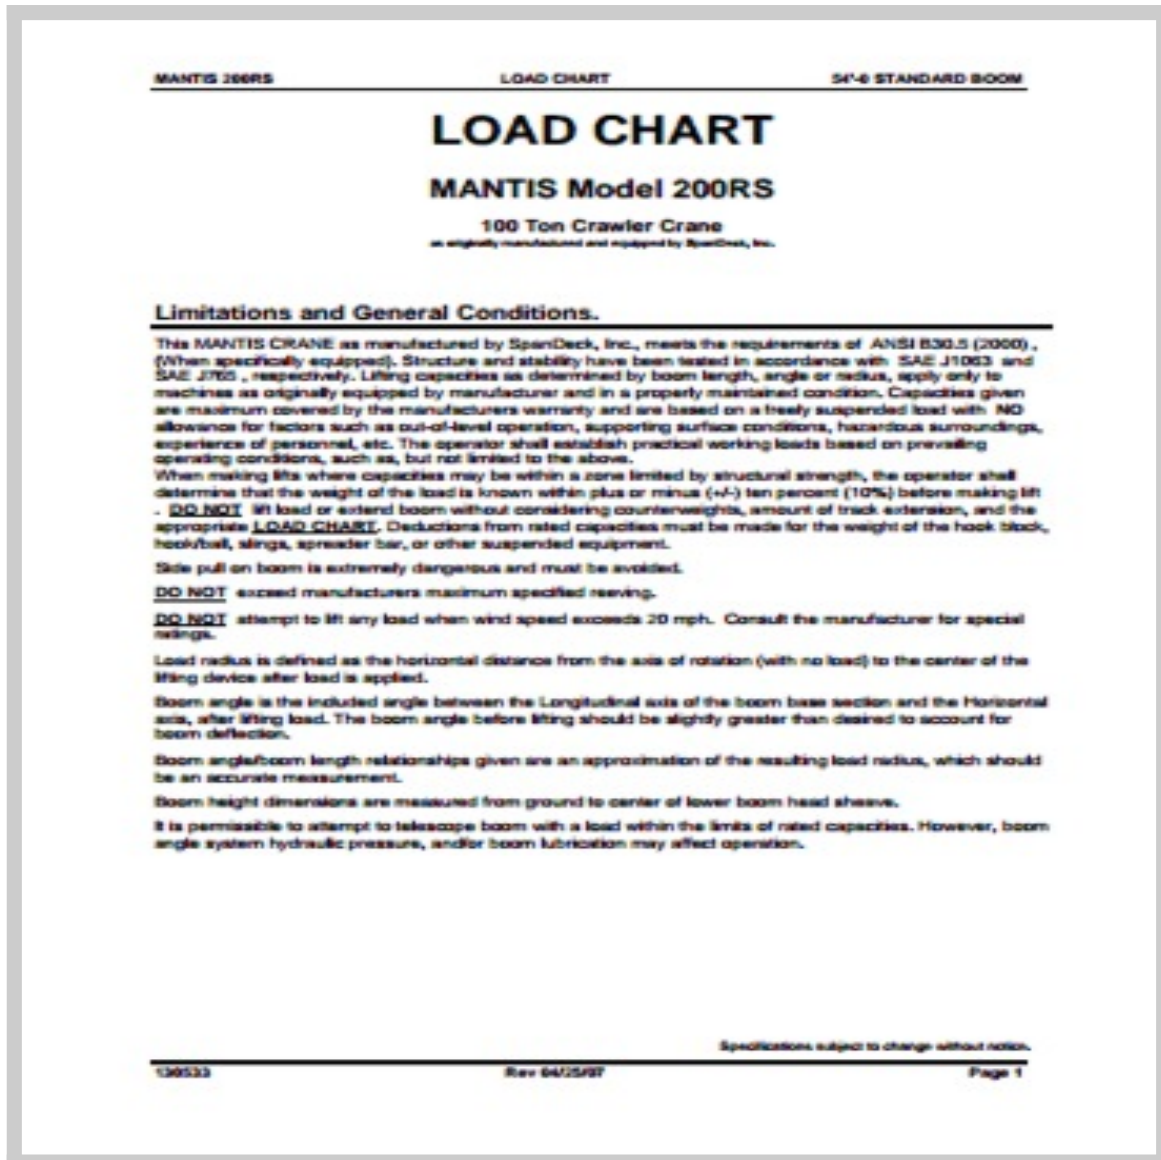 MANTIS 200RS LOAD CHART 54'-0 STANDARD BOOM
LOAD CHART
MANTIS Model 200RS
100 Ton Crawler Crane
as originally manufactured and equipped by SpanDeck, Inc.
Limitations and General Conditions.
This MANTIS CRANE as manufactured by SpanDeck, Inc., meets the requirements of ANSI B30.5 (2000) ,
(When specifically equipped). Structure and stability have been tested in accordance with SAE J1063 and
SAE J765 , respectively. Lifting capacities as determined by boom length, angle or radius, apply only to
machines as originally equipped by manufacturer and in a properly maintained condition. Capacities given
are maximum covered by the manufacturers warranty and are based on a freely suspended load with NO
allowance for factors such as out-of-level operation, supporting surface conditions, hazardous surroundings,
experience of personnel, etc. The operator shall establish practical working loads based on prevailing
operating conditions, such as, but not limited to the above.
When making lifts where capacities may be within a zone limited by structural strength, the operator shall
determine that the weight of the load is known within plus or minus (+/-) ten percent (10%) before making lift
. DO NOT lift load or extend boom without considering counterweights, amount of track extension, and the
appropriate LOAD CHART. Deductions from rated capacities must be made for the weight of the hook block,
hook/ball, slings, spreader bar, or other suspended equipment.
Side pull on boom is extremely dangerous and must be avoided.
DO NOT exceed manufacturers maximum specified reeving.
DO NOT attempt to lift any load when wind speed exceeds 20 mph. Consult the manufacturer for special
ratings.
Load radius is defined as the horizontal distance from the axis of rotation (with no load) to the center of the
lifting device after load is applied.
Boom angle is the included angle between the Longitudinal axis of the boom base section and the Horizontal
axis, after lifting load. The boom angle before lifting should be slightly greater than desired to account for
boom deflection.
Boom angle/boom length relationships given are an approximation of the resulting load radius, which should
be an accurate measurement.
Boom height dimensions are measured from ground to center of lower boom head sheave.
It is permissible to attempt to telescope boom with a load within the limits of rated capacities. However, boom
angle system hydraulic pressure, and/or boom lubrication may affect operation.
Specifications subject to change without notice.
130533 Rev 04/25/07 Page 1